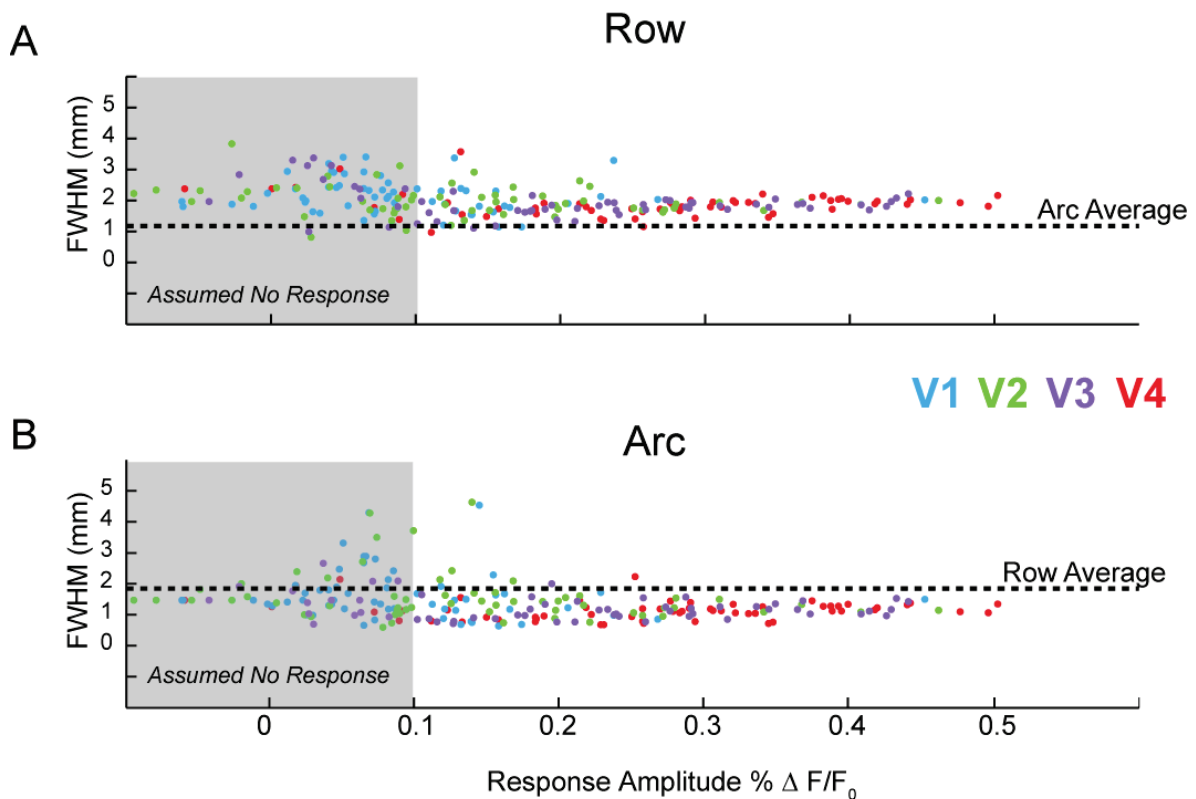 A
Row
FWHM (mm)
5
4
3
2
1
0
Arc Average
Assumed No Response
V1 V2 V3 V4
B
Arc
FWHM (mm)
5
4
3
2
1
0
Row Average
Assumed No Response
0 0.1 0.2 0.3 0.4 0.5
Response Amplitude % Δ F/F₀